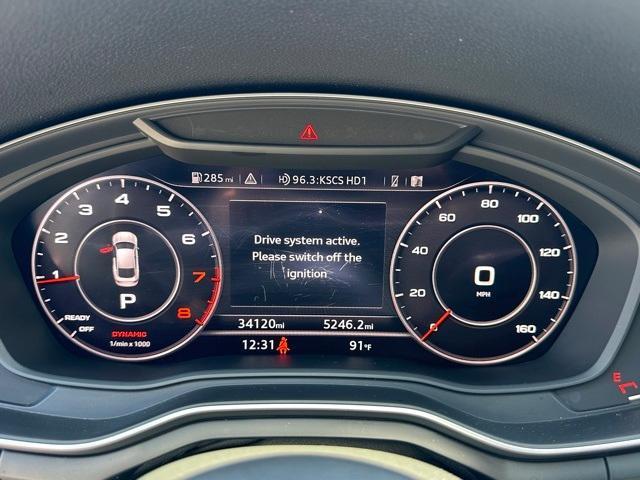 285 mi 96.3:KSCS HD1
1 2 3 4 5 6 7 8
P
READY
OFF
DYNAMIC
1/min x 1000
Drive system active.
Please switch off the
ignition
0 20 40 60 80 100 120 140 160
0
MPH
34120mi 5246.2mi
12:31 91°F
E